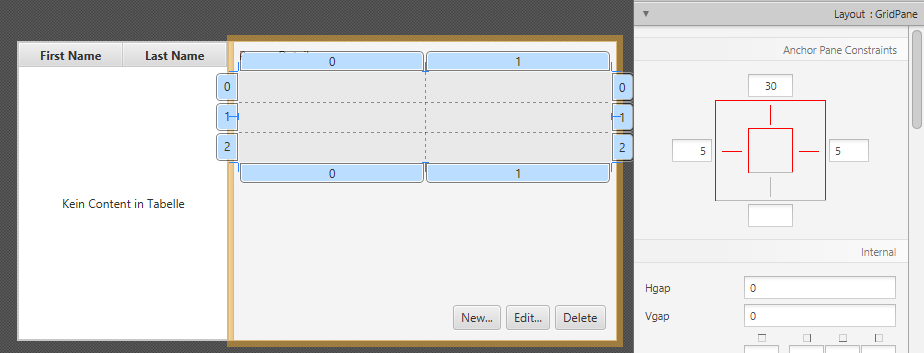 Layout : GridPane
Anchor Pane Constraints
First Name Last Name
0 1
0 0
1 1
2 2
0 1
30
5 5
Kein Content in Tabelle
Internal
Hgap 0
Vgap 0
New... Edit... Delete